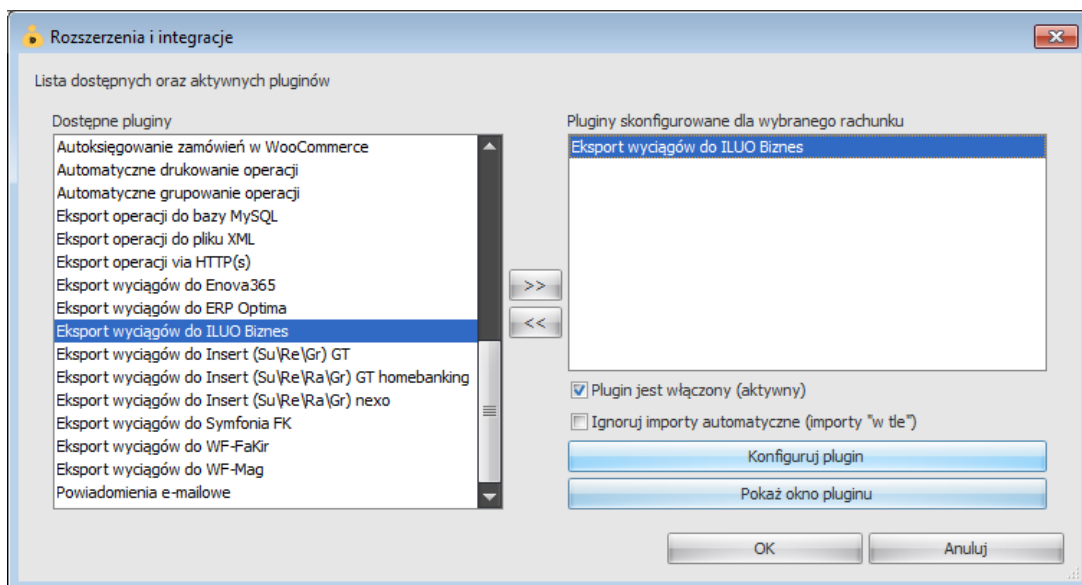 Rozszerzenia i integracje
Lista dostępnych oraz aktywnych pluginów
Dostępne pluginy
Autoksięgowanie zamówień w WooCommerce
Automatyczne drukowanie operacji
Automatyczne grupowanie operacji
Eksport operacji do bazy MySQL
Eksport operacji do pliku XML
Eksport operacji via HTTP(s)
Eksport wyciągów do Enova365
Eksport wyciągów do ERP Optima
Eksport wyciągów do ILUO Biznes
Eksport wyciągów do Insert (Su\Re\Gr) GT
Eksport wyciągów do Insert (Su\Re\Ra\Gr) GT homebanking
Eksport wyciągów do Insert (Su\Re\Ra\Gr) nexo
Eksport wyciągów do Symfonia FK
Eksport wyciągów do WF-FaKir
Eksport wyciągów do WF-Mag
Powiadomienia e-mailowe
>>
<<
Pluginy skonfigurowane dla wybranego rachunku
Eksport wyciągów do ILUO Biznes
Plugin jest włączony (aktywny)
Ignoruj importy automatyczne (importy "w tle")
Konfiguruj plugin
Pokaż okno pluginu
OK
Anuluj